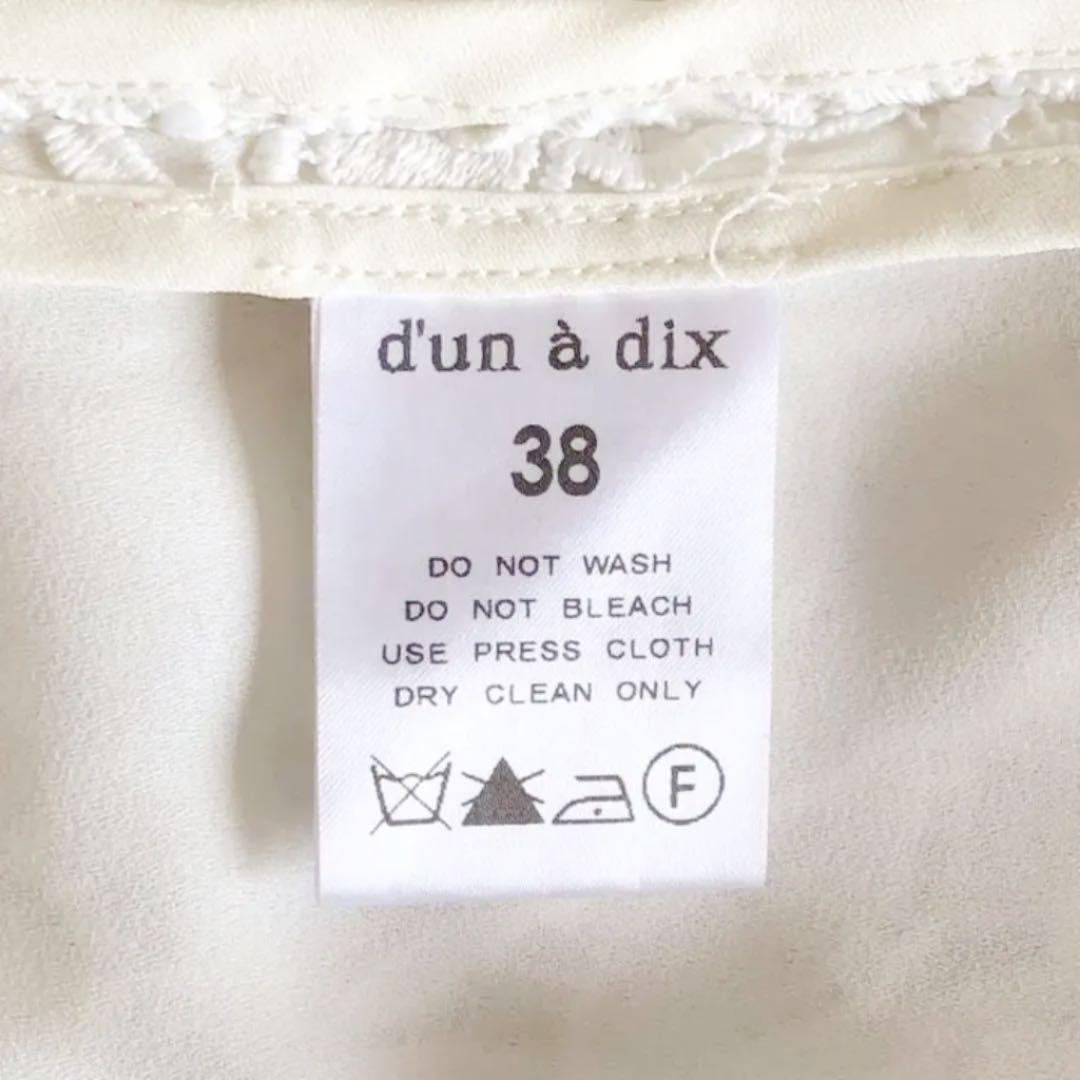 d'un à dix
38
DO NOT WASH
DO NOT BLEACH
USE PRESS CLOTH
DRY CLEAN ONLY
F